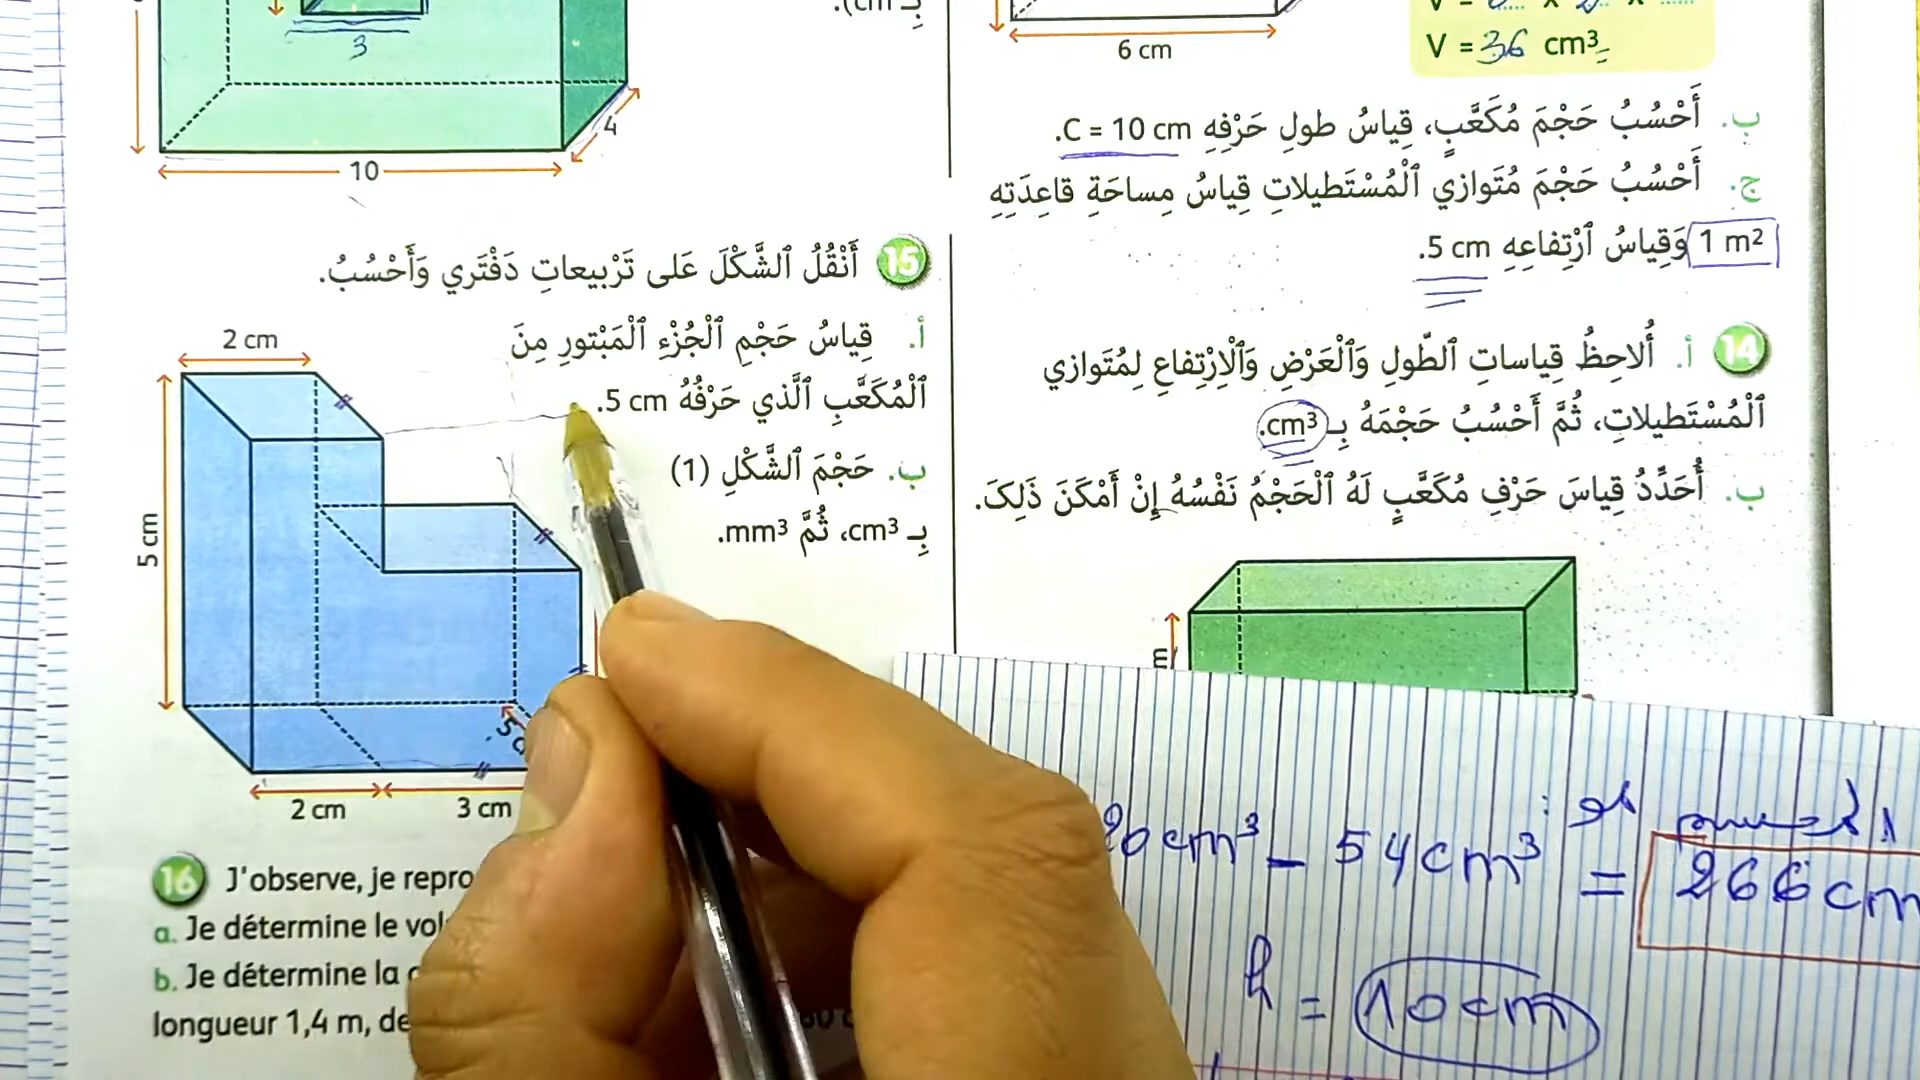 V = 36 cm³
6 cm
ب. أَحْسُبُ حَجْمَ مُكَعَّبٍ، قِياسُ طولِ حَرْفِهِ C = 10 cm.
ج. أَحْسُبُ حَجْمَ مُتَوازي ٱلْمُسْتَطيلاتِ قِياسُ مِساحَةِ قاعِدَتِهِ
1 m² وَقِياسُ ٱرْتِفاعِهِ 5 cm.
14 أ. أُلاحِظُ قِياساتِ ٱلطّولِ وَٱلْعَرْضِ وَٱلْاِرْتِفاعِ لِمُتَوازي
ٱلْمُسْتَطيلاتِ، ثُمَّ أَحْسُبُ حَجْمَهُ بِـ cm³.
ب. أُحَدِّدُ قِياسَ حَرْفِ مُكَعَّبٍ لَهُ ٱلْحَجْمُ نَفْسُهُ إِنْ أَمْكَنَ ذَلِكَ.
بِـ cm).
3
4
10
15 أَنْقُلُ ٱلشَّكْلَ عَلى تَرْبيعاتِ دَفْتَري وَأَحْسُبُ.
أ. قِياسُ حَجْمِ ٱلْجُزْءِ ٱلْمَبْتورِ مِنَ
ٱلْمُكَعَّبِ ٱلَّذي حَرْفُهُ 5 cm.
ب. حَجْمَ ٱلشَّكْلِ (1)
بِـ cm³، ثُمَّ mm³.
2 cm
5 cm
2 cm
3 cm
16 J'observe, je repro
a. Je détermine le vol
b. Je détermine la
longueur 1,4 m, de
20 cm³ - 54 cm³ = 266 cm
h = 10 cm